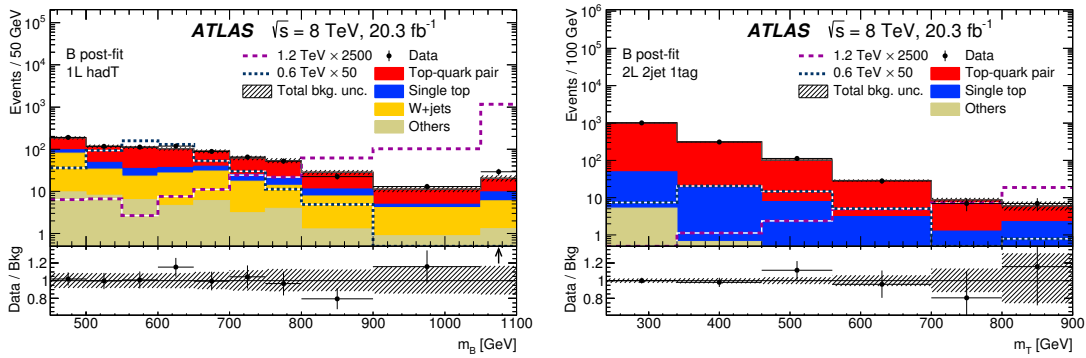 ATLAS √s = 8 TeV, 20.3 fb⁻¹
B post-fit
1L hadT
1.2 TeV × 2500
0.6 TeV × 50
Total bkg. unc.
Data
Top-quark pair
Single top
W+jets
Others
Events / 50 GeV
10⁵
10⁴
10³
10²
10
1
Data / Bkg
1.2
1
0.8
500 600 700 800 900 1000 1100
m_B [GeV]
ATLAS √s = 8 TeV, 20.3 fb⁻¹
B post-fit
2L 2jet 1tag
1.2 TeV × 2500
0.6 TeV × 50
Total bkg. unc.
Data
Top-quark pair
Single top
Others
Events / 100 GeV
10⁶
10⁵
10⁴
10³
10²
10
1
Data / Bkg
1.2
1
0.8
300 400 500 600 700 800 900
m_T [GeV]